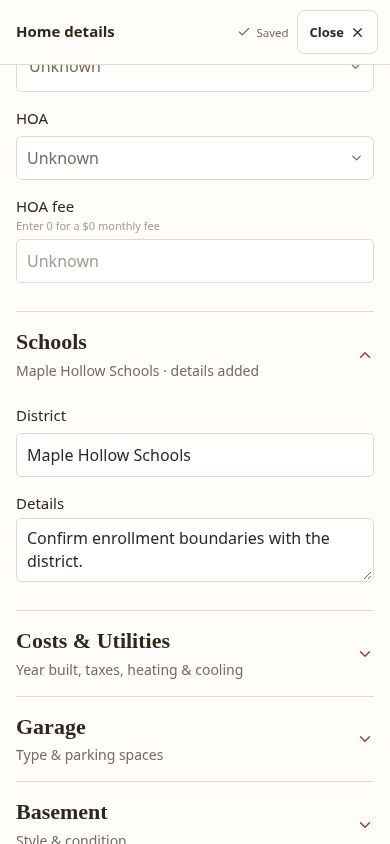 Home details
Saved
Close
Unknown
HOA
Unknown
HOA fee
Enter 0 for a $0 monthly fee
Unknown
Schools
Maple Hollow Schools · details added
District
Maple Hollow Schools
Details
Confirm enrollment boundaries with the
district.
Costs & Utilities
Year built, taxes, heating & cooling
Garage
Type & parking spaces
Basement
Style & condition